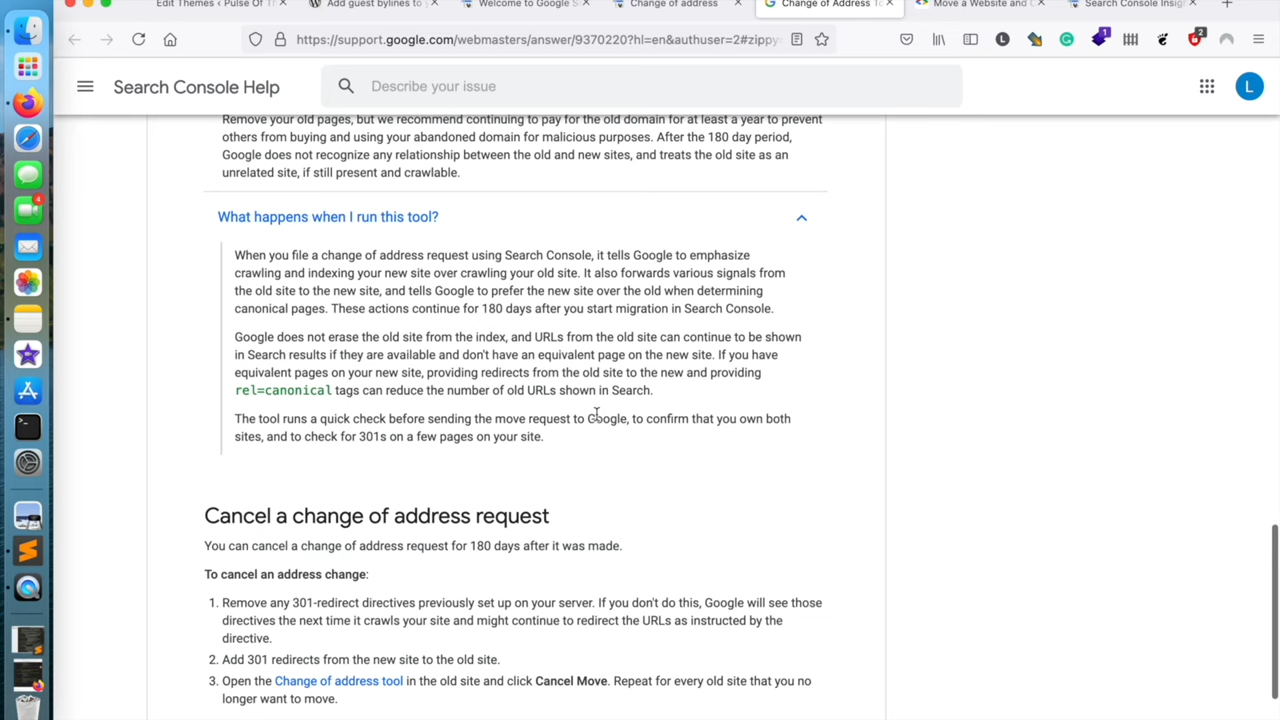 Edit Themes ‹ Pulse Of Th
Add guest bylines to y
Welcome to Google S
Change of address
Change of Address To
Move a Website and C
Search Console Insigh
https://support.google.com/webmasters/answer/9370220?hl=en&authuser=2#zippy
Search Console Help
Describe your issue
L
Remove your old pages, but we recommend continuing to pay for the old domain for at least a year to prevent
others from buying and using your abandoned domain for malicious purposes. After the 180 day period,
Google does not recognize any relationship between the old and new sites, and treats the old site as an
unrelated site, if still present and crawlable.
What happens when I run this tool?
When you file a change of address request using Search Console, it tells Google to emphasize
crawling and indexing your new site over crawling your old site. It also forwards various signals from
the old site to the new site, and tells Google to prefer the new site over the old when determining
canonical pages. These actions continue for 180 days after you start migration in Search Console.
Google does not erase the old site from the index, and URLs from the old site can continue to be shown
in Search results if they are available and don't have an equivalent page on the new site. If you have
equivalent pages on your new site, providing redirects from the old site to the new and providing
rel=canonical tags can reduce the number of old URLs shown in Search.
The tool runs a quick check before sending the move request to Google, to confirm that you own both
sites, and to check for 301s on a few pages on your site.
Cancel a change of address request
You can cancel a change of address request for 180 days after it was made.
To cancel an address change:
1. Remove any 301-redirect directives previously set up on your server. If you don't do this, Google will see those
directives the next time it crawls your site and might continue to redirect the URLs as instructed by the
directive.
2. Add 301 redirects from the new site to the old site.
3. Open the Change of address tool in the old site and click Cancel Move. Repeat for every old site that you no
longer want to move.